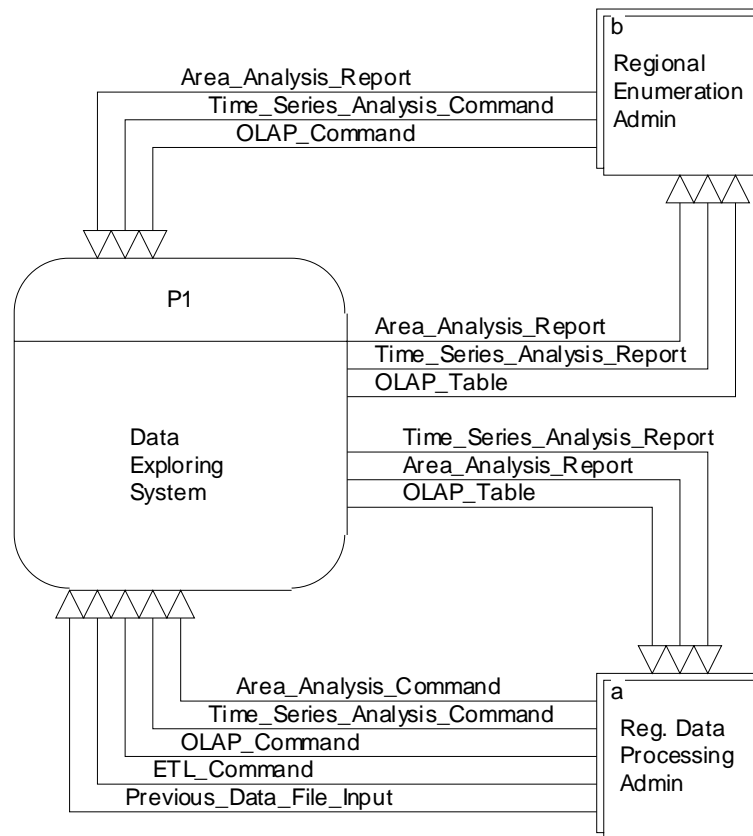 b
Regional
Enumeration
Admin
Area_Analysis_Report
Time_Series_Analysis_Command
OLAP_Command
P1
Data
Exploring
System
Area_Analysis_Report
Time_Series_Analysis_Report
OLAP_Table
Time_Series_Analysis_Report
Area_Analysis_Report
OLAP_Table
Area_Analysis_Command
Time_Series_Analysis_Command
OLAP_Command
ETL_Command
Previous_Data_File_Input
a
Reg. Data
Processing
Admin